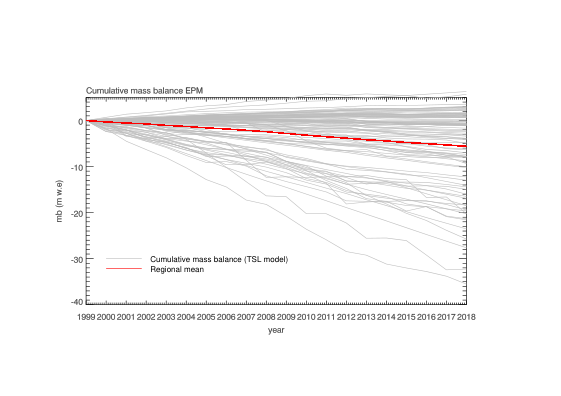 Cumulative mass balance EPM
0
-10
-20
-30
-40
mb (m w.e)
Cumulative mass balance (TSL model)
Regional mean
1999 2000 2001 2002 2003 2004 2005 2006 2007 2008 2009 2010 2011 2012 2013 2014 2015 2016 2017 2018
year